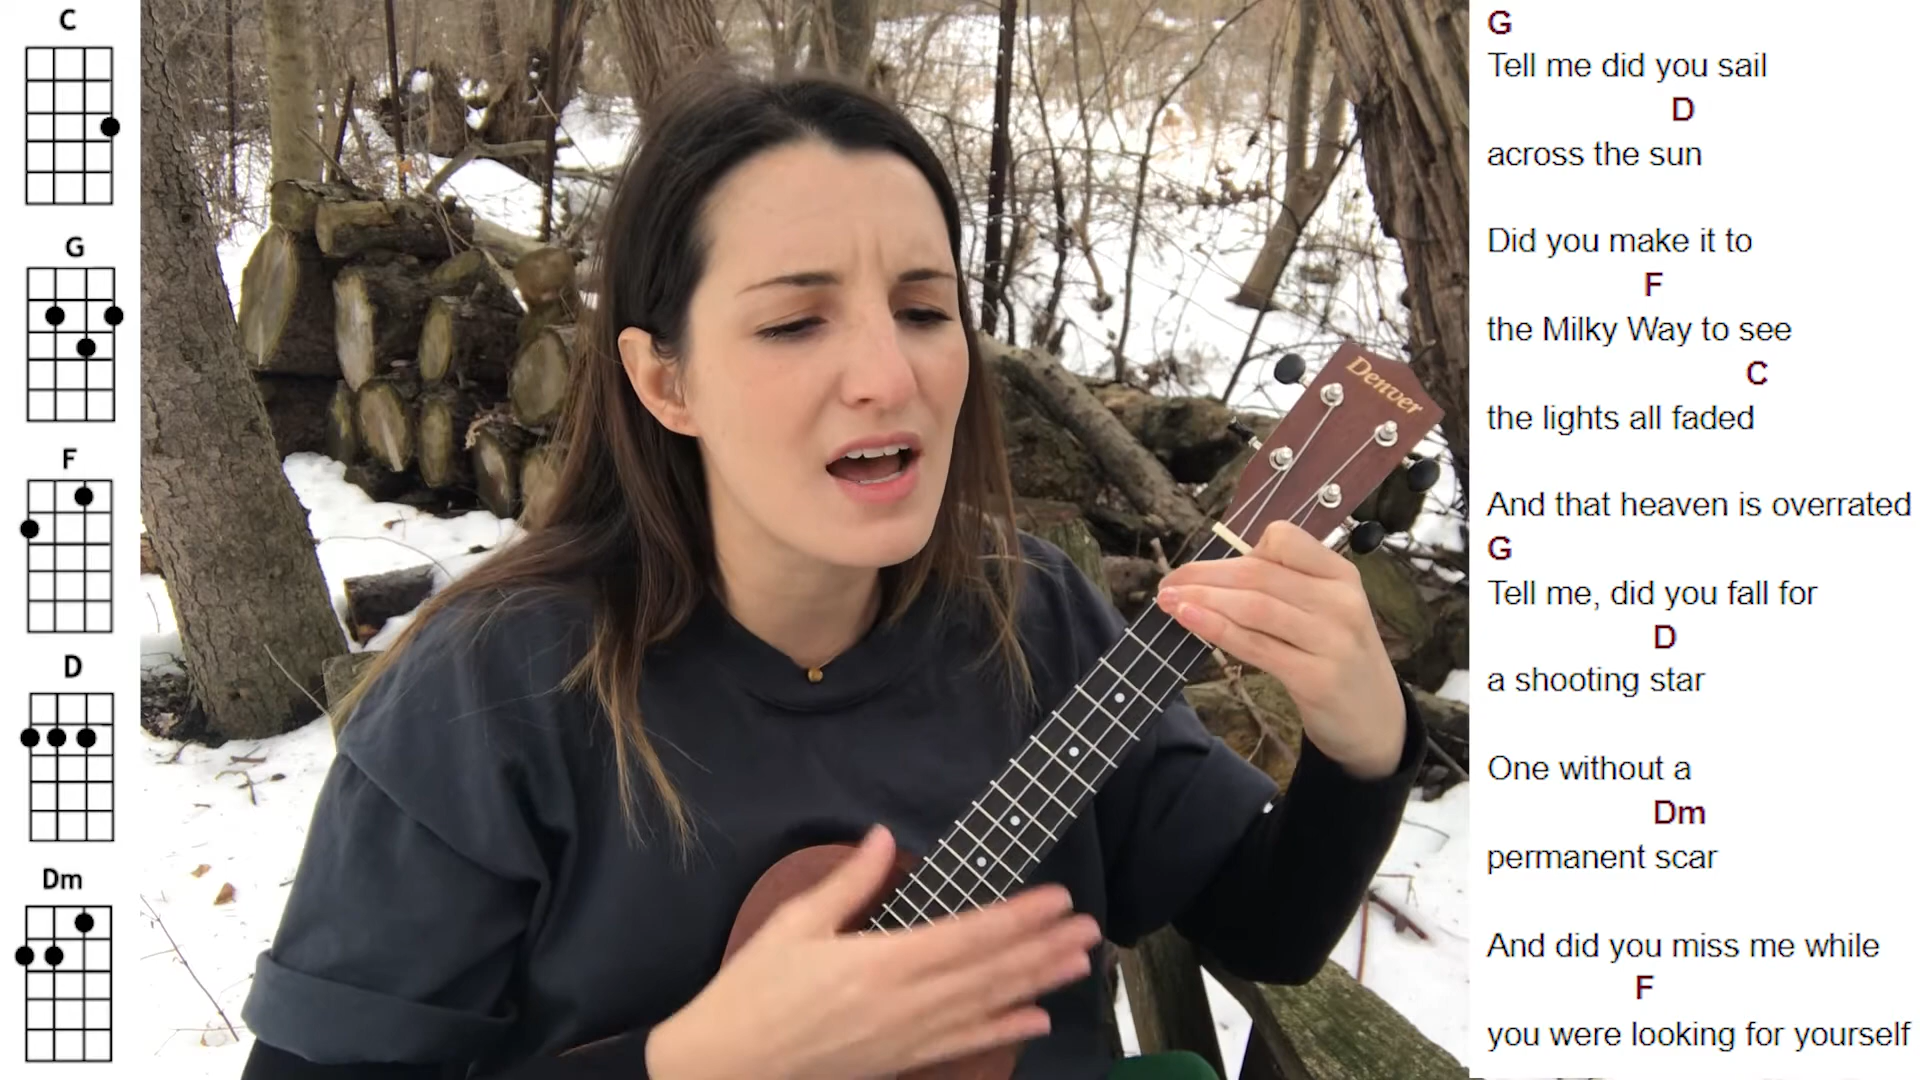 C
G
F
D
Dm
Denver
G
Tell me did you sail
D
across the sun
Did you make it to
F
the Milky Way to see
C
the lights all faded
And that heaven is overrated
G
Tell me, did you fall for
D
a shooting star
One without a
Dm
permanent scar
And did you miss me while
F
you were looking for yourself